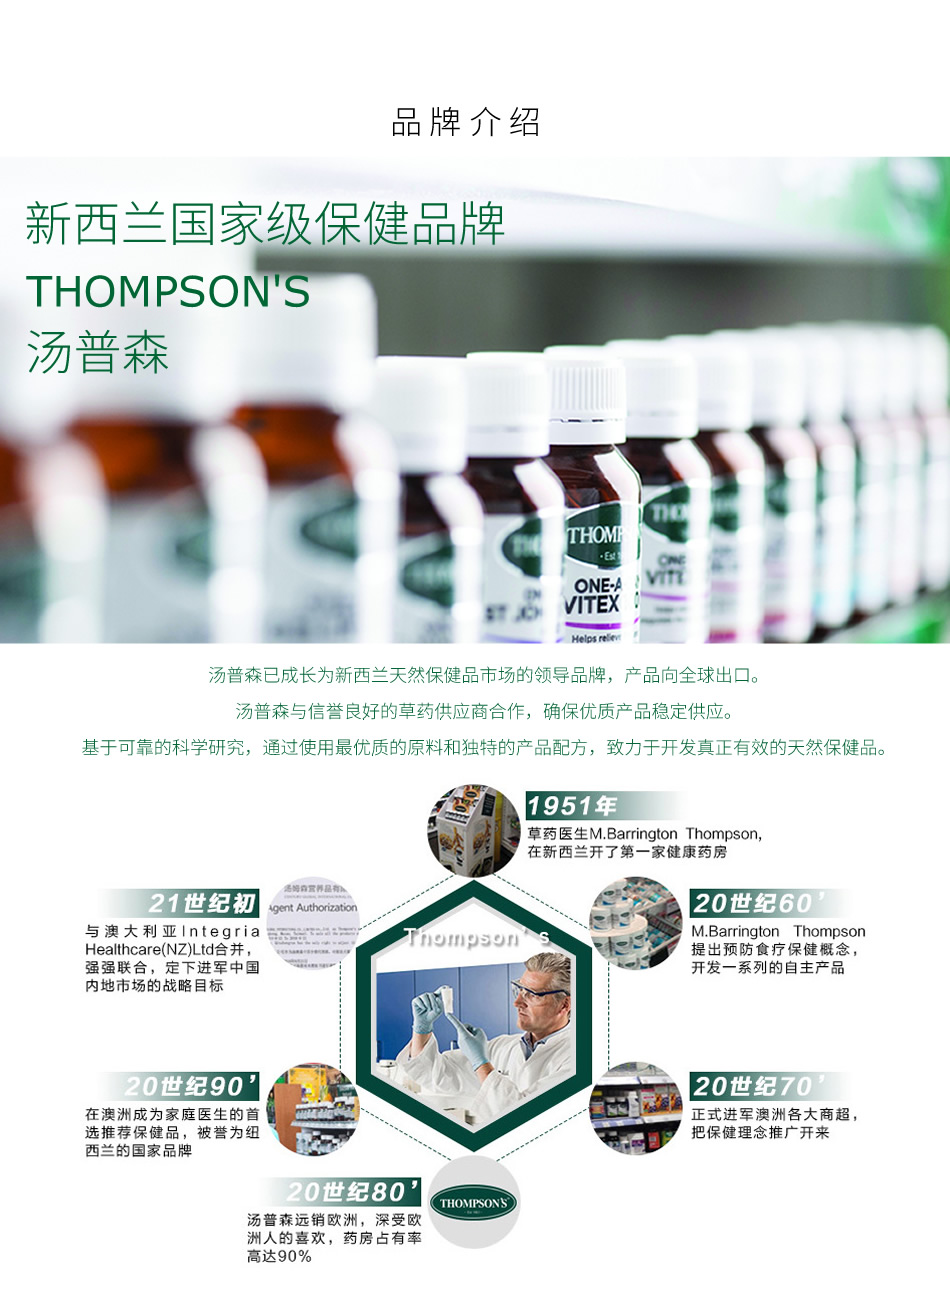 品牌介绍
新西兰国家级保健品牌
THOMPSON'S
汤普森
THOMP
Est
ONE-A
VITEX
Helps reliev
汤普森已成长为新西兰天然保健品市场的领导品牌，产品向全球出口。
汤普森与信誉良好的草药供应商合作，确保优质产品稳定供应。
基于可靠的科学研究，通过使用最优质的原料和独特的产品配方，致力于开发真正有效的天然保健品。
1951年
草药医生M.Barrington Thompson,
在新西兰开了第一家健康药房
20世纪60’
M.Barrington Thompson
提出预防食疗保健概念，
开发一系列的自主产品
20世纪70’
正式进军澳洲各大商超，
把保健理念推广开来
20世纪80’
汤普森远销欧洲，深受欧
洲人的喜欢，药房占有率
高达90%
20世纪90’
在澳洲成为家庭医生的首
选推荐保健品，被誉为纽
西兰的国家品牌
21世纪初
与澳大利亚Integria
Healthcare(NZ)Ltd合并，
强强联合，定下进军中国
内地市场的战略目标
汤姆森营养品有限
Agent Authorization
Thompson’s
THOMPSON'S